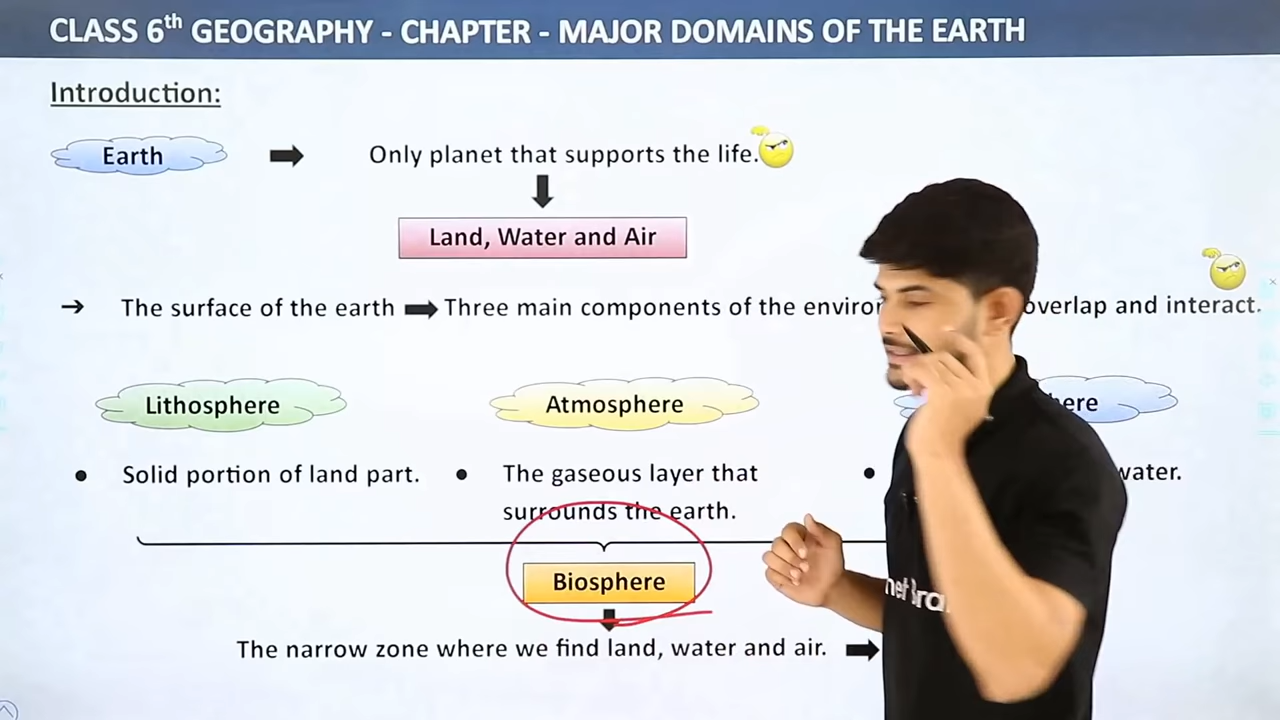 CLASS 6th GEOGRAPHY - CHAPTER - MAJOR DOMAINS OF THE EARTH
Introduction:
Earth
Only planet that supports the life.
Land, Water and Air
The surface of the earth
Three main components of the overlap and interact.
Lithosphere
Atmosphere
Solid portion of land part.
The gaseous layer that
surrounds the earth.
water.
Biosphere
The narrow zone where we find land, water and air.